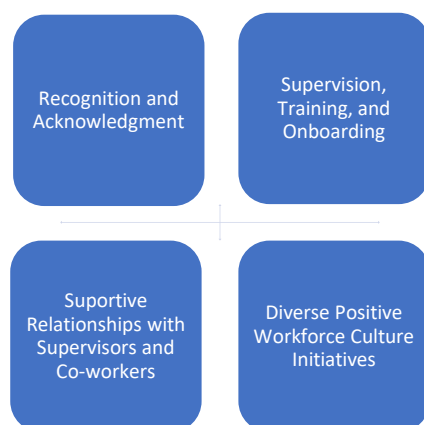 Recognition and
Acknowledgment
Supervision,
Training, and
Onboarding
Suportive
Relationships with
Supervisors and
Co-workers
Diverse Positive
Workforce Culture
Initiatives